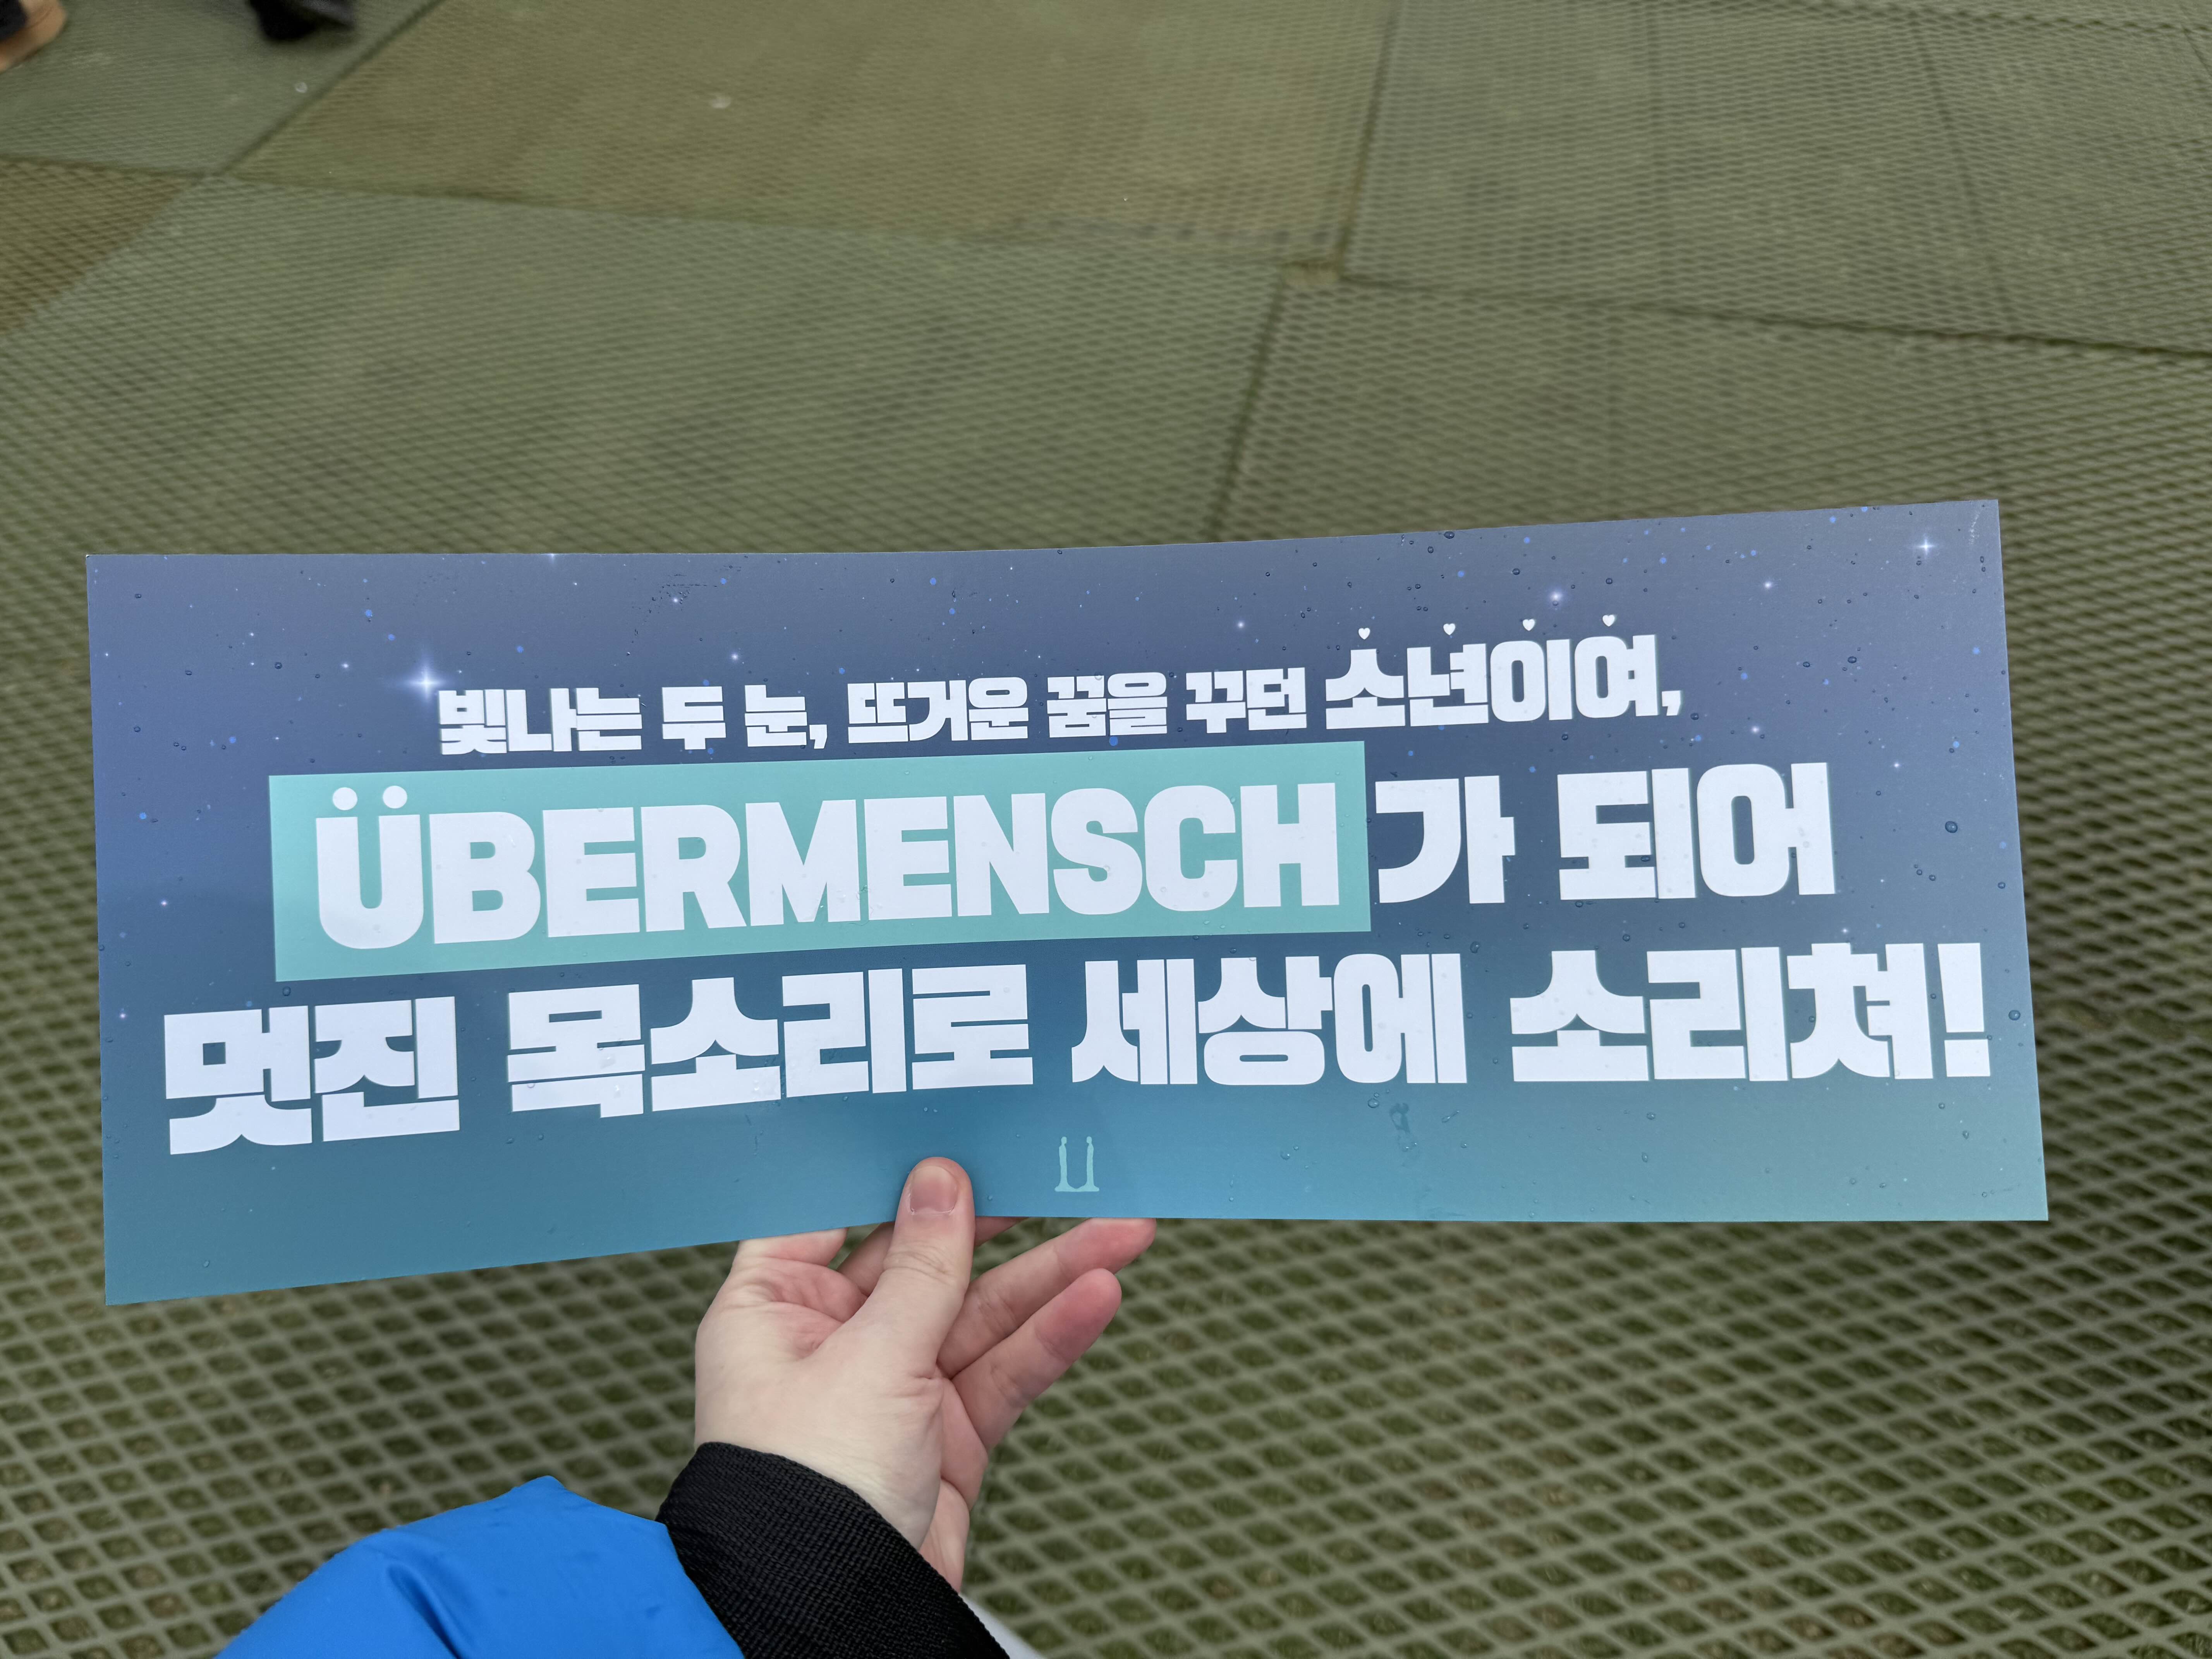 빛나는 두 눈, 뜨거운 꿈을 꾸던 소년이여,
ÜBERMENSCH가 되어
멋진 목소리로 세상에 소리쳐!